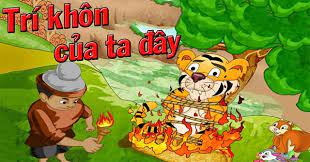 Trí khôn
của ta đây